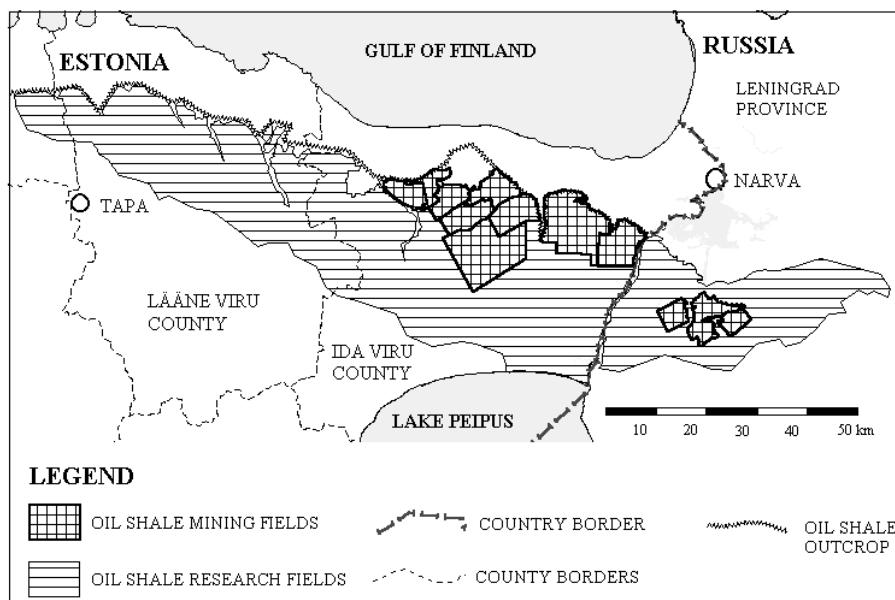 GULF OF FINLAND
RUSSIA
ESTONIA
LENINGRAD
PROVINCE
NARVA
TAPA
LÄÄNE VIRU
COUNTY
IDA VIRU
COUNTY
LAKE PEIPUS
10 20 30 40 50 km
LEGEND
OIL SHALE MINING FIELDS
COUNTRY BORDER
OIL SHALE
OUTCROP
OIL SHALE RESEARCH FIELDS
COUNTY BORDERS